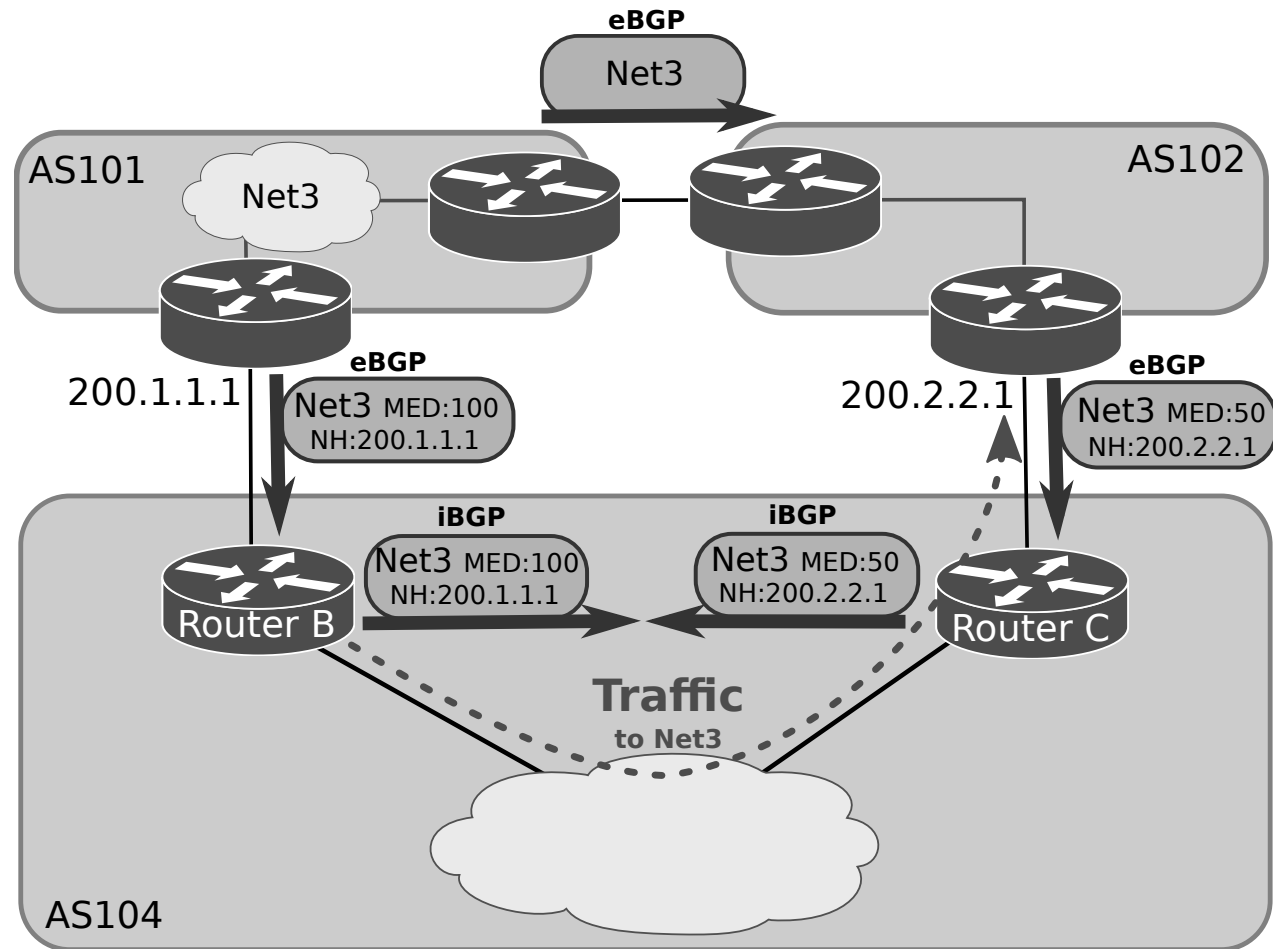 eBGP
Net3
AS101
AS102
Net3
200.1.1.1
eBGP
Net3 MED:100
NH:200.1.1.1
200.2.2.1
eBGP
Net3 MED:50
NH:200.2.2.1
iBGP
Net3 MED:100
NH:200.1.1.1
iBGP
Net3 MED:50
NH:200.2.2.1
Router B
Router C
Traffic
to Net3
AS104